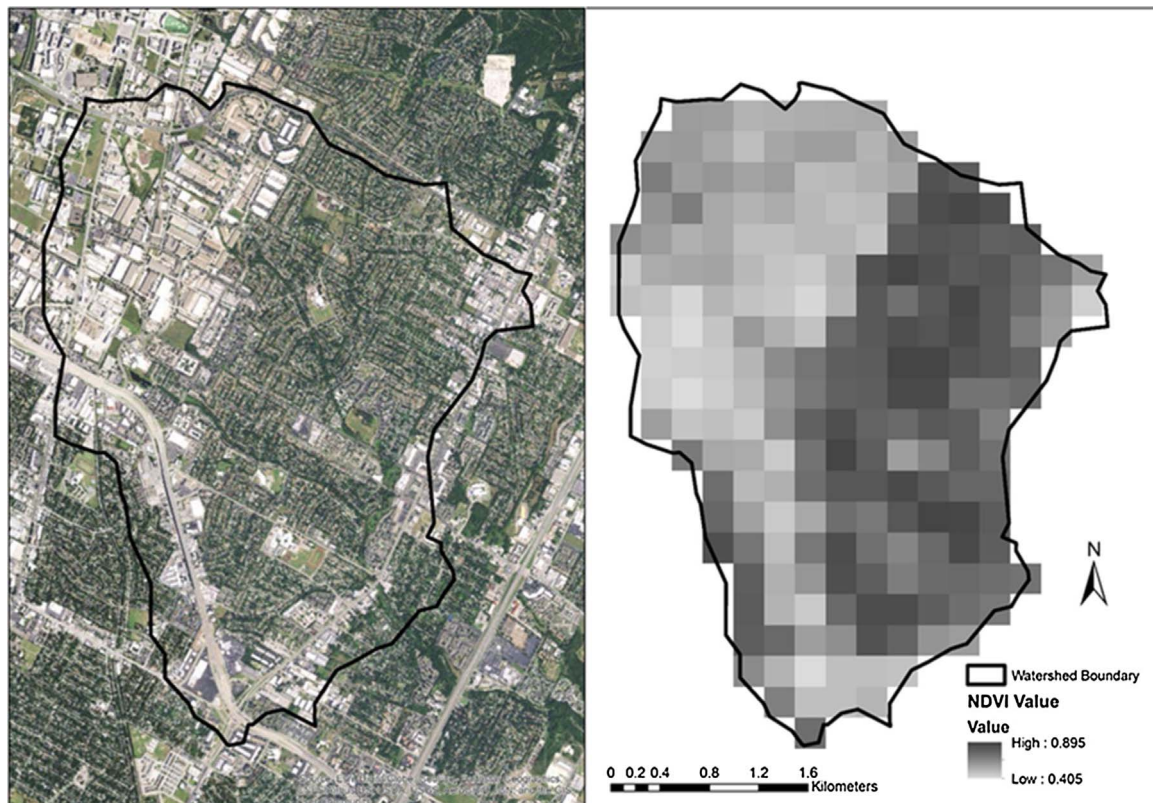 N
Watershed Boundary
NDVI Value
Value
High : 0.895
Low : 0.405
0 0.2 0.4 0.8 1.2 1.6
Kilometers